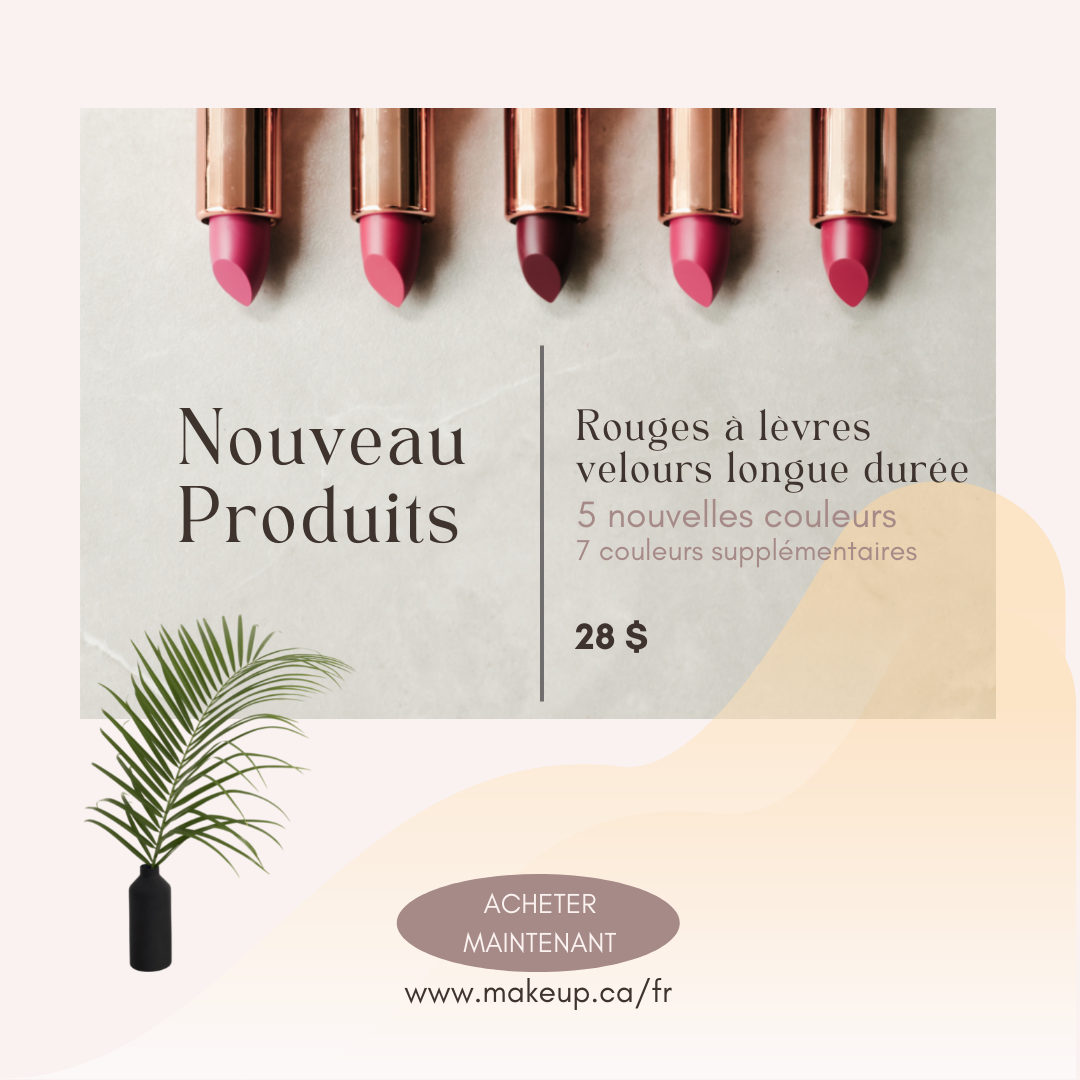 Nouveau
Produits
Rouges à lèvres
velours longue durée
5 nouvelles couleurs
7 couleurs supplémentaires
28 $
ACHETER
MAINTENANT
www.makeup.ca/fr